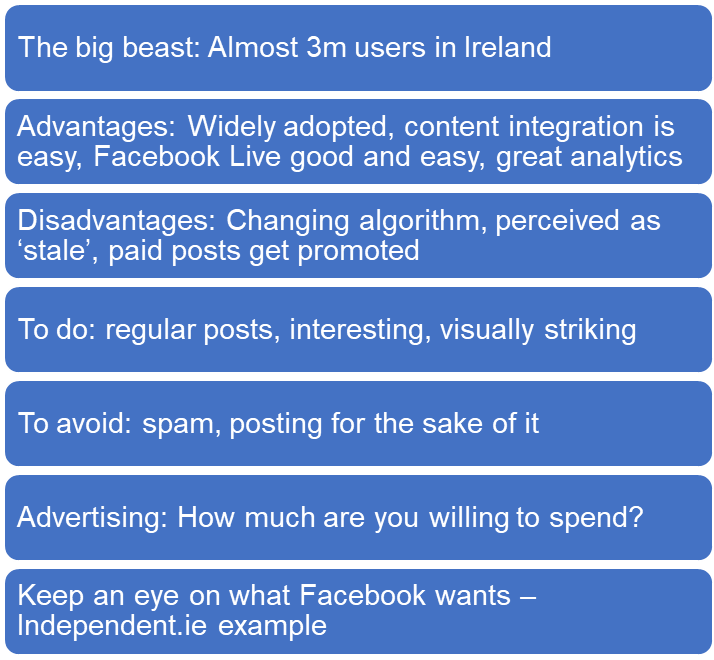 The big beast: Almost 3m users in Ireland
Advantages: Widely adopted, content integration is
easy, Facebook Live good and easy, great analytics
Disadvantages: Changing algorithm, perceived as
‘stale’, paid posts get promoted
To do: regular posts, interesting, visually striking
To avoid: spam, posting for the sake of it
Advertising: How much are you willing to spend?
Keep an eye on what Facebook wants –
Independent.ie example